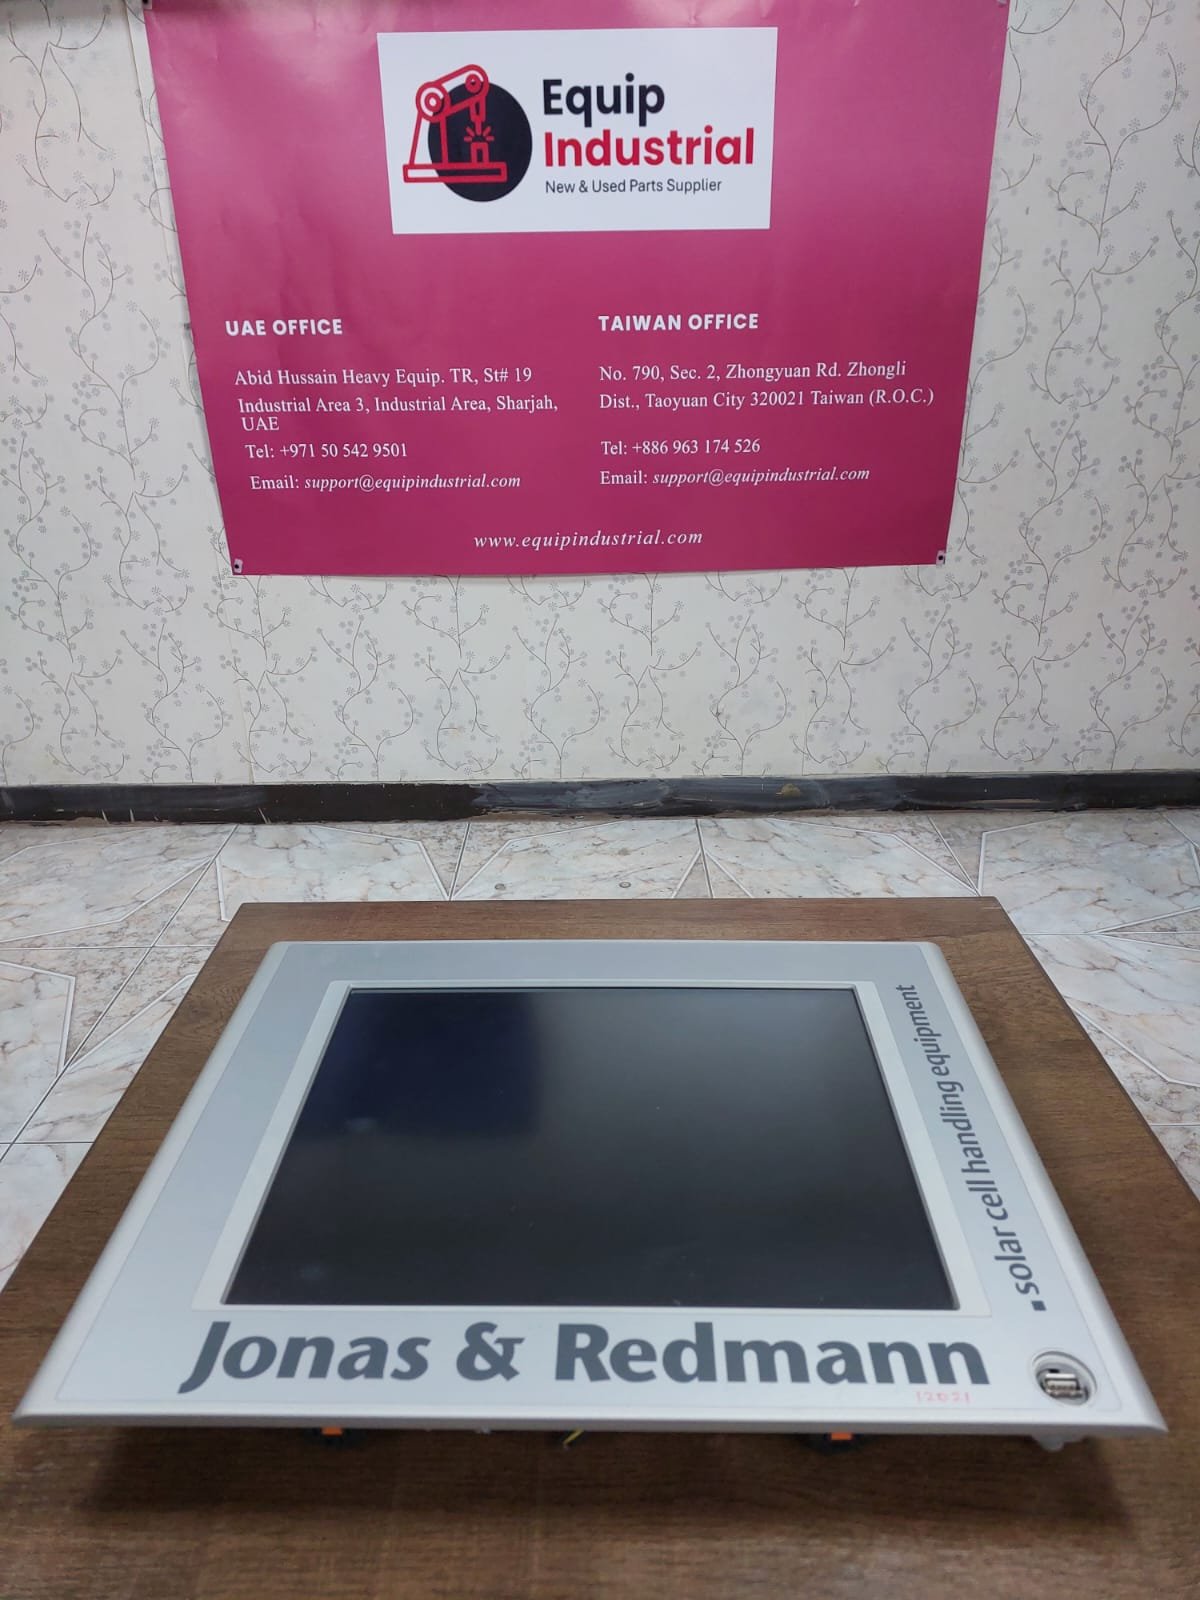 Equip
Industrial
New & Used Parts Supplier
UAE OFFICE
Abid Hussain Heavy Equip. TR, St# 19
Industrial Area 3, Industrial Area, Sharjah,
UAE
Tel: +971 50 542 9501
Email: support@equipindustrial.com
TAIWAN OFFICE
No. 790, Sec. 2, Zhongyuan Rd. Zhongli
Dist., Taoyuan City 320021 Taiwan (R.O.C.)
Tel: +886 963 174 526
Email: support@equipindustrial.com
www.equipindustrial.com
solar cell handling equipment
Jonas & Redmann